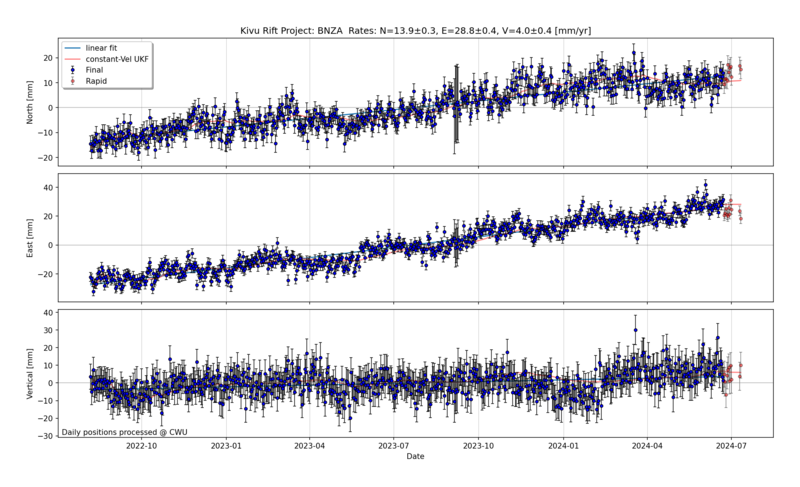 Kivu Rift Project: BNZA  Rates: N=13.9±0.3, E=28.8±0.4, V=4.0±0.4 [mm/yr]
linear fit
constant-Vel UKF
Final
Rapid
North [mm]
20
10
0
−10
−20
East [mm]
40
20
0
−20
Vertical [mm]
40
30
20
10
0
−10
−20
−30
Daily positions processed @ CWU
2022-10
2023-01
2023-04
2023-07
2023-10
2024-01
2024-04
2024-07
Date